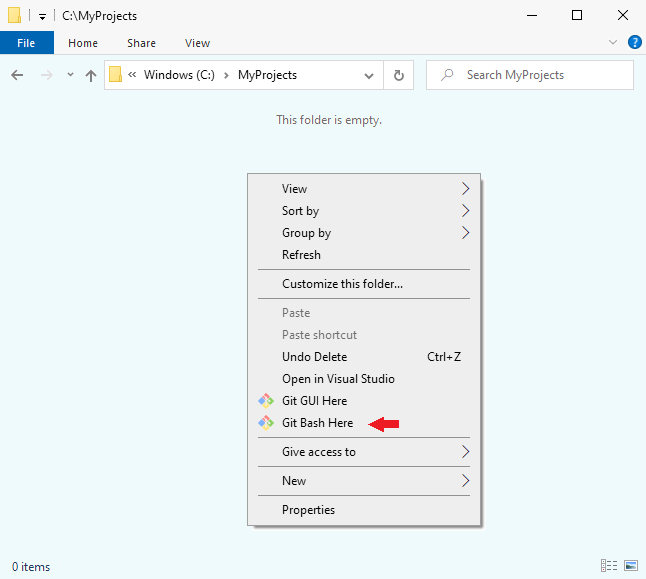 C:\MyProjects
File Home Share View
« Windows (C:) › MyProjects Search MyProjects
This folder is empty.
View
Sort by
Group by
Refresh
Customize this folder...
Paste
Paste shortcut
Undo Delete Ctrl+Z
Open in Visual Studio
Git GUI Here
Git Bash Here
Give access to
New
Properties
0 items